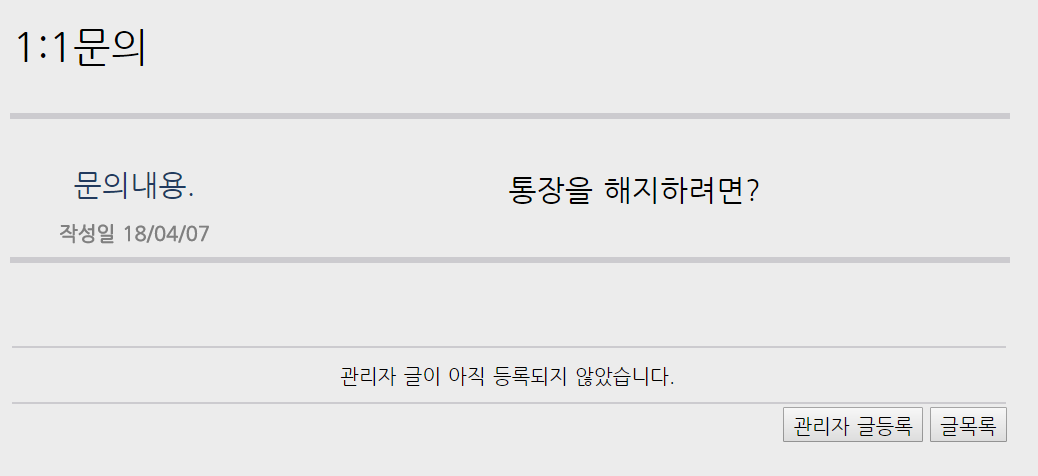 1:1문의
문의내용.
통장을 해지하려면?
작성일 18/04/07
관리자 글이 아직 등록되지 않았습니다.
관리자 글등록
글목록